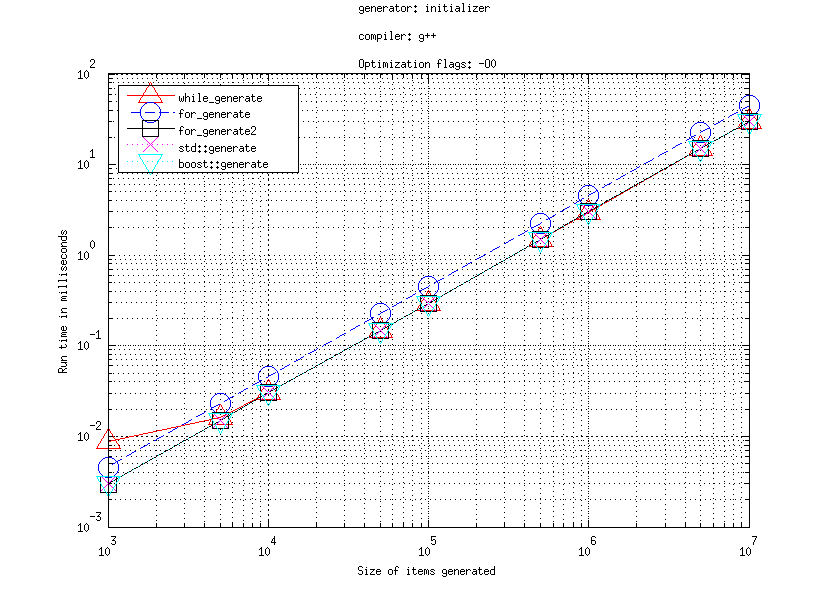 generator: initializer
compiler: g++
Optimization flags: -O0
while_generate
for_generate
for_generate2
std::generate
boost::generate
10^2
10^1
10^0
10^-1
10^-2
10^-3
Run time in milliseconds
10^3 10^4 10^5 10^6 10^7
Size of items generated